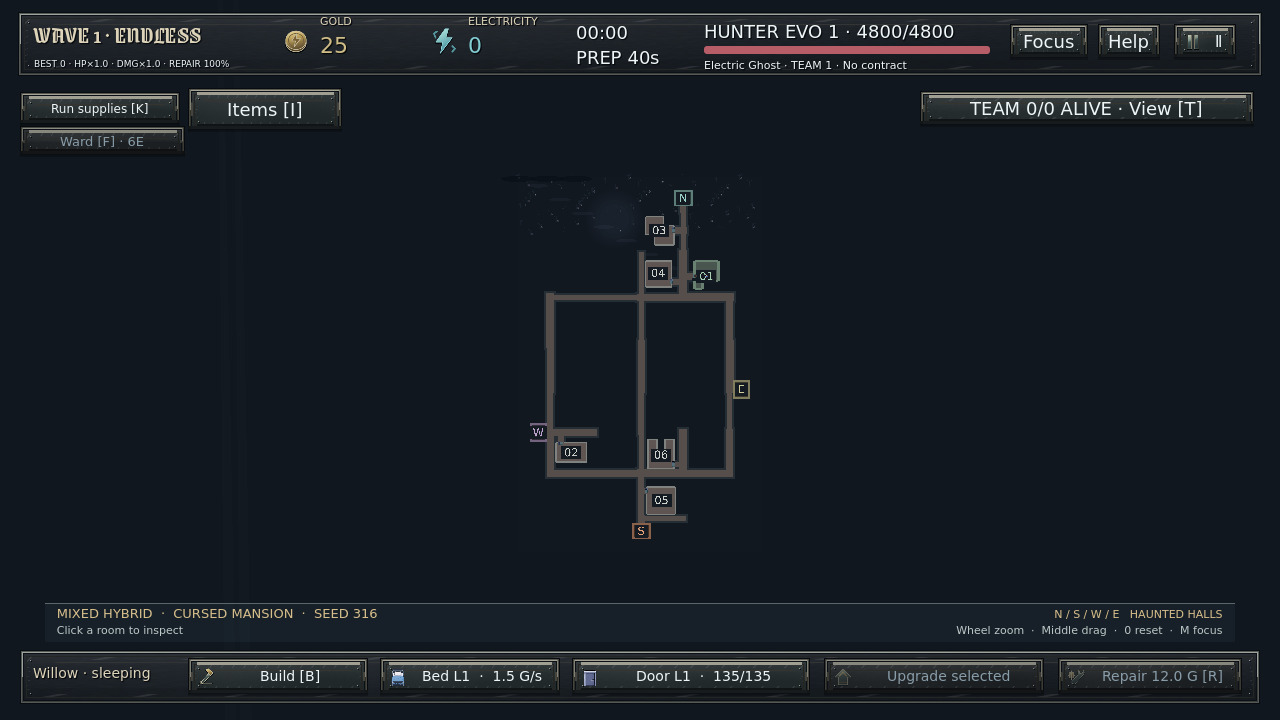 WAVE 1 · ENDLESS
BEST 0 · HP×1.0 · DMG×1.0 · REPAIR 100%
GOLD
25
ELECTRICITY
0
00:00
PREP 40s
HUNTER EVO 1 · 4800/4800
Electric Ghost · TEAM 1 · No contract
Focus
Help
Run supplies [K]
Items [I]
Ward [F] · 6E
TEAM 0/0 ALIVE · View [T]
N
03
04
01
E
W
02
06
05
S
MIXED HYBRID · CURSED MANSION · SEED 316
Click a room to inspect
N / S / W / E HAUNTED HALLS
Wheel zoom · Middle drag · 0 reset · M focus
Willow · sleeping
Build [B]
Bed L1 · 1.5 G/s
Door L1 · 135/135
Upgrade selected
Repair 12.0 G [R]